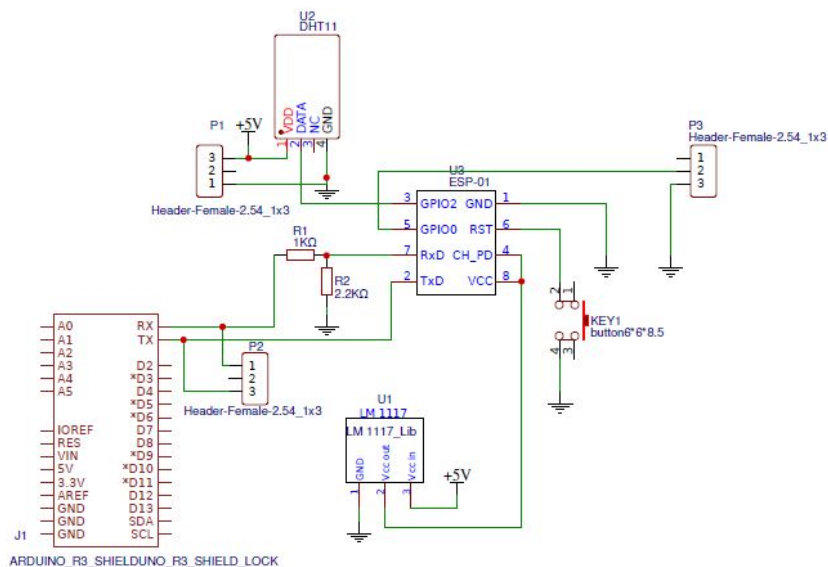 U2
DHT11
VDD
DATA
NC
GND
1
2
3
4
P1
+5V
3
2
1
Header-Female-2.54_1x3
P3
Header-Female-2.54_1x3
1
2
3
U3
ESP-01
3 GPIO2 GND 1
5 GPIO0 RST 6
7 RxD CH_PD 4
2 TxD VCC 8
R1
1KΩ
R2
2.2KΩ
2 1
KEY1
button6*6*8.5
4 3
P2
1
2
3
Header-Female-2.54_1x3
A0 RX
A1 TX
A2
A3 D2
A4 *D3
A5 D4
*D5
*D6
IOREF D7
RES D8
VIN *D9
5V *D10
3.3V *D11
AREF D12
GND D13
GND SDA
GND SCL
J1
ARDUINO_R3_SHIELDUNO_R3_SHIELD_LOCK
U1
LM 1117
LM 1117_Lib
GND
Vcc out
Vcc in
1
2
3
+5V